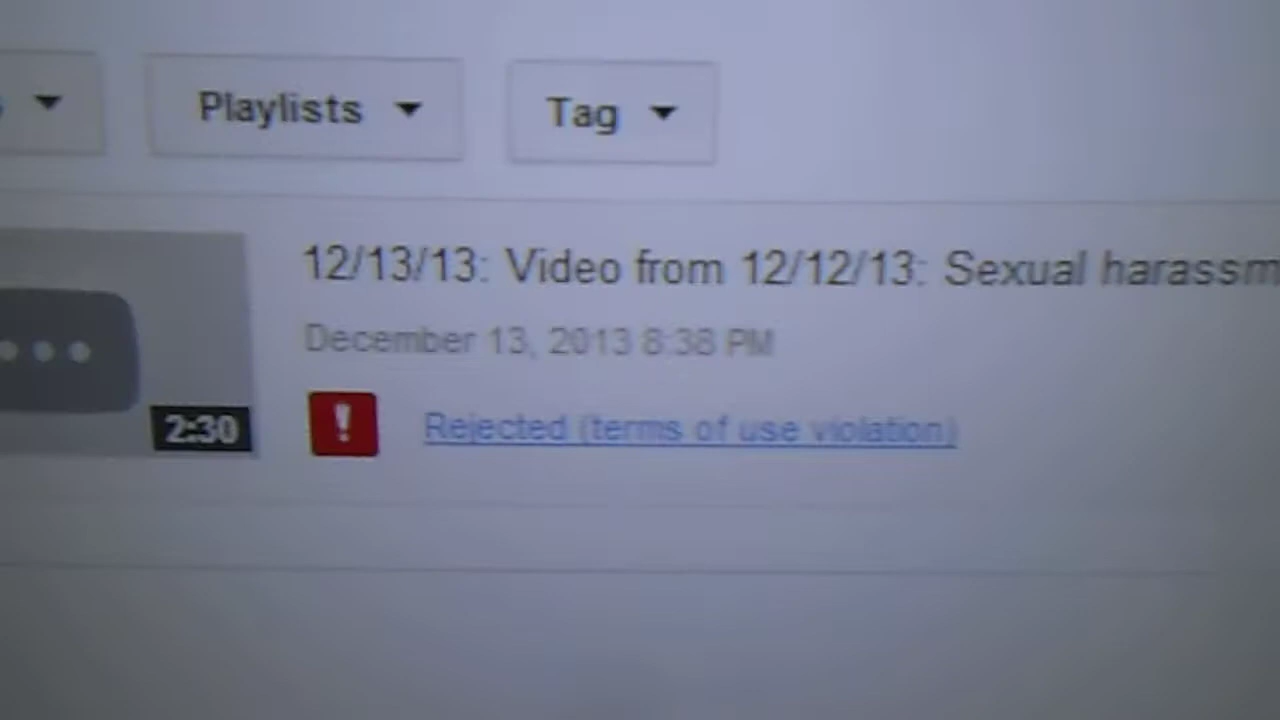 Playlists
Tag
12/13/13: Video from 12/12/13: Sexual harassm
December 13, 2013 8:38 PM
2:30
! Rejected (terms of use violation)